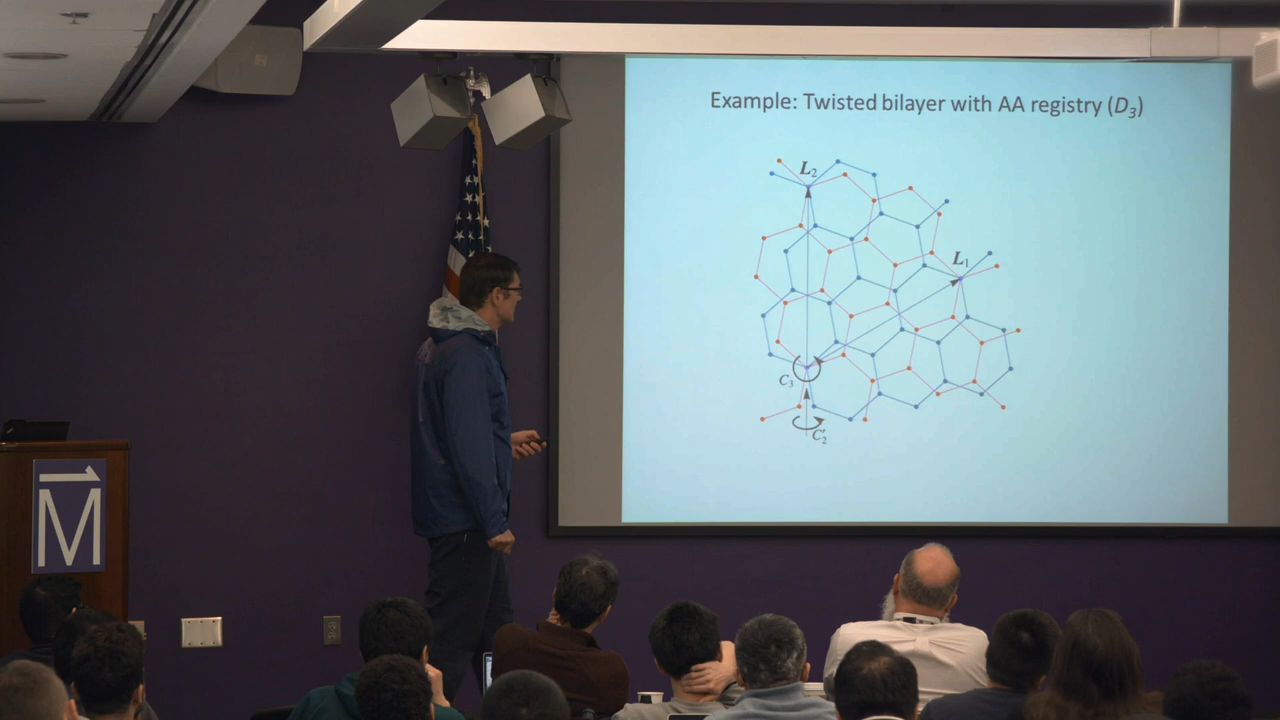 Example: Twisted bilayer with AA registry (D₃)
L₂
L₁
C₃
C₂′
M